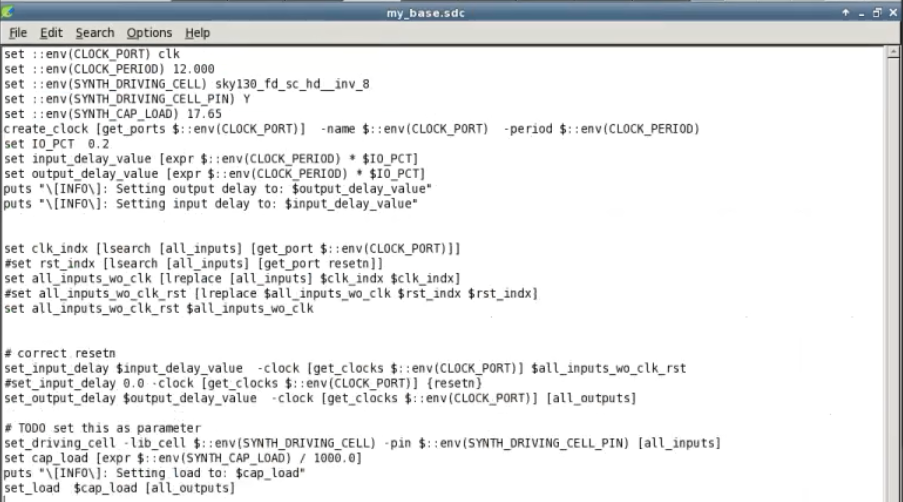 my_base.sdc
File Edit Search Options Help
set ::env(CLOCK_PORT) clk
set ::env(CLOCK_PERIOD) 12.000
set ::env(SYNTH_DRIVING_CELL) sky130_fd_sc_hd__inv_8
set ::env(SYNTH_DRIVING_CELL_PIN) Y
set ::env(SYNTH_CAP_LOAD) 17.65
create_clock [get_ports $::env(CLOCK_PORT)]  -name $::env(CLOCK_PORT)  -period $::env(CLOCK_PERIOD)
set IO_PCT  0.2
set input_delay_value [expr $::env(CLOCK_PERIOD) * $IO_PCT]
set output_delay_value [expr $::env(CLOCK_PERIOD) * $IO_PCT]
puts "\[INFO\]: Setting output delay to: $output_delay_value"
puts "\[INFO\]: Setting input delay to: $input_delay_value"
set clk_indx [lsearch [all_inputs] [get_port $::env(CLOCK_PORT)]]
#set rst_indx [lsearch [all_inputs] [get_port resetn]]
set all_inputs_wo_clk [lreplace [all_inputs] $clk_indx $clk_indx]
#set all_inputs_wo_clk_rst [lreplace $all_inputs_wo_clk $rst_indx $rst_indx]
set all_inputs_wo_clk_rst $all_inputs_wo_clk
# correct resetn
set_input_delay $input_delay_value  -clock [get_clocks $::env(CLOCK_PORT)] $all_inputs_wo_clk_rst
#set_input_delay 0.0 -clock [get_clocks $::env(CLOCK_PORT)] {resetn}
set_output_delay $output_delay_value  -clock [get_clocks $::env(CLOCK_PORT)] [all_outputs]
# TODO set this as parameter
set_driving_cell -lib_cell $::env(SYNTH_DRIVING_CELL) -pin $::env(SYNTH_DRIVING_CELL_PIN) [all_inputs]
set cap_load [expr $::env(SYNTH_CAP_LOAD) / 1000.0]
puts "\[INFO\]: Setting load to: $cap_load"
set_load  $cap_load [all_outputs]